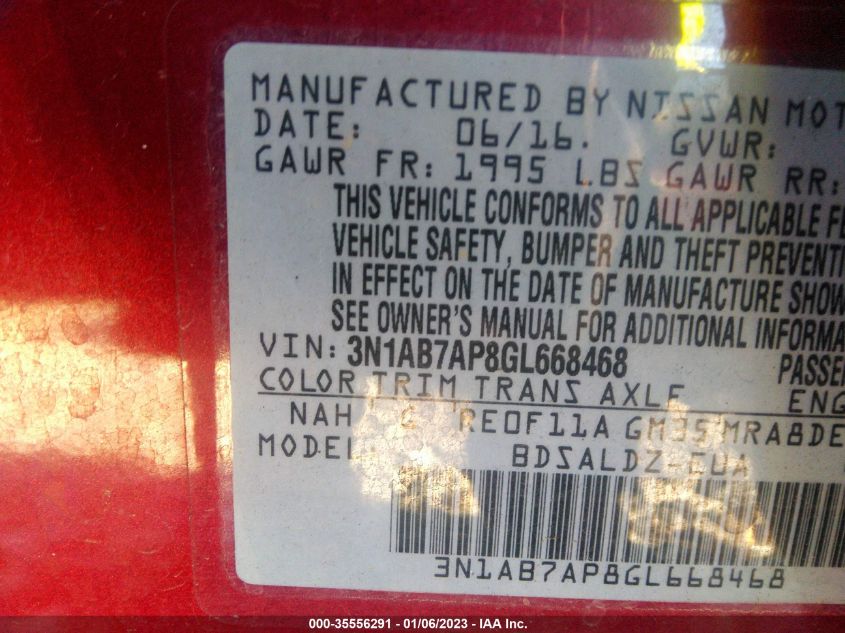 MANUFACTURED BY NISSAN MOT
DATE: 06/16. GVWR:
GAWR FR: 1995 LBS GAWR RR:
THIS VEHICLE CONFORMS TO ALL APPLICABLE FE
VEHICLE SAFETY, BUMPER AND THEFT PREVENTI
IN EFFECT ON THE DATE OF MANUFACTURE SHOW
SEE OWNER'S MANUAL FOR ADDITIONAL INFORMA
VIN: 3N1AB7AP8GL668468 PASSE
COLOR TRIM TRANS AXLE ENG
NAH RE0F11A GM35 MRA8DE
MODEL BDSALDZ-EUA
3N1AB7AP8GL668468
000-35556291 - 01/06/2023 - IAA Inc.